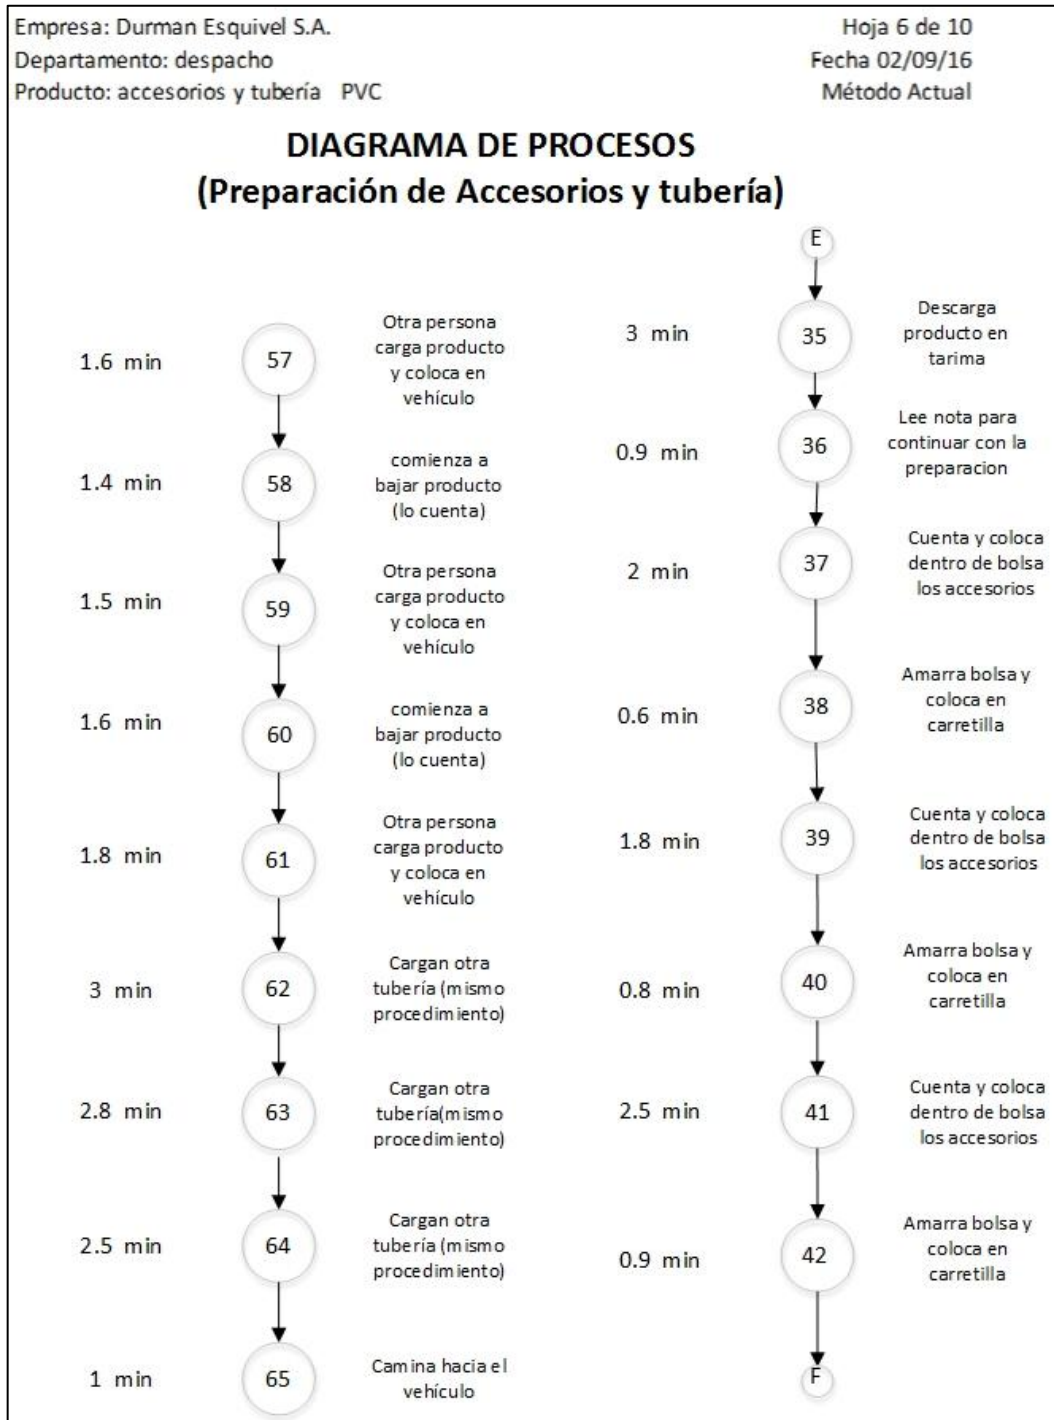 Empresa: Durman Esquivel S.A.
Hoja 6 de 10
Departamento: despacho
Fecha 02/09/16
Producto: accesorios y tubería PVC
Método Actual
DIAGRAMA DE PROCESOS
(Preparación de Accesorios y tubería)
1.6 min
57
Otra persona
carga producto
y coloca en
vehículo
1.4 min
58
comienza a
bajar producto
(lo cuenta)
1.5 min
59
Otra persona
carga producto
y coloca en
vehículo
1.6 min
60
comienza a
bajar producto
(lo cuenta)
1.8 min
61
Otra persona
carga producto
y coloca en
vehículo
3 min
62
Cargan otra
tubería (mismo
procedimiento)
2.8 min
63
Cargan otra
tubería(mismo
procedimiento)
2.5 min
64
Cargan otra
tubería (mismo
procedimiento)
1 min
65
Camina hacia el
vehículo
E
3 min
35
Descarga
producto en
tarima
0.9 min
36
Lee nota para
continuar con la
preparacion
2 min
37
Cuenta y coloca
dentro de bolsa
los accesorios
0.6 min
38
Amarra bolsa y
coloca en
carretilla
1.8 min
39
Cuenta y coloca
dentro de bolsa
los accesorios
0.8 min
40
Amarra bolsa y
coloca en
carretilla
2.5 min
41
Cuenta y coloca
dentro de bolsa
los accesorios
0.9 min
42
Amarra bolsa y
coloca en
carretilla
F